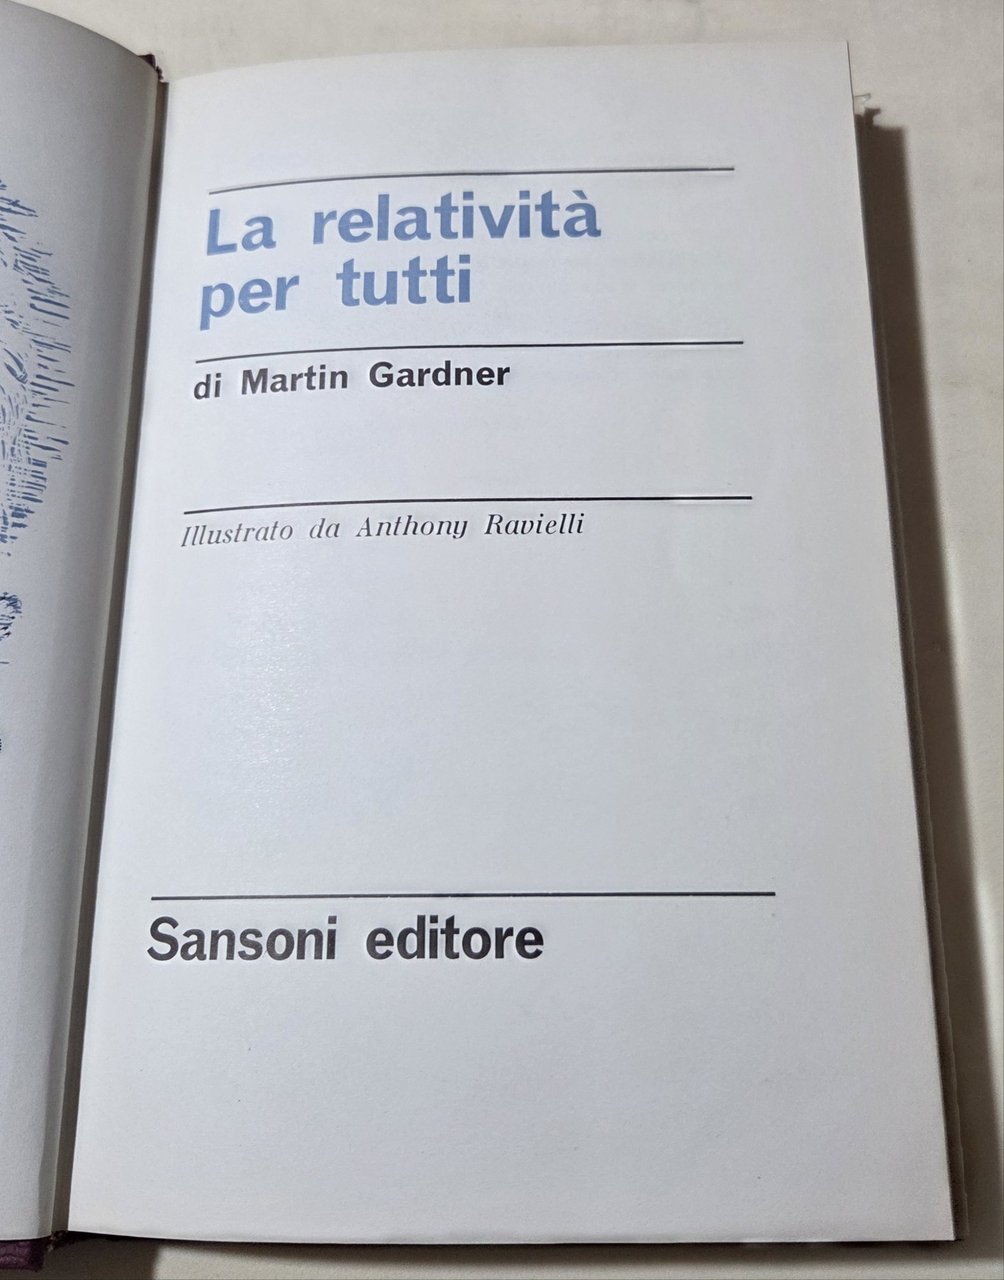 La relatività
per tutti
di Martin Gardner
Illustrato da Anthony Ravielli
Sansoni editore